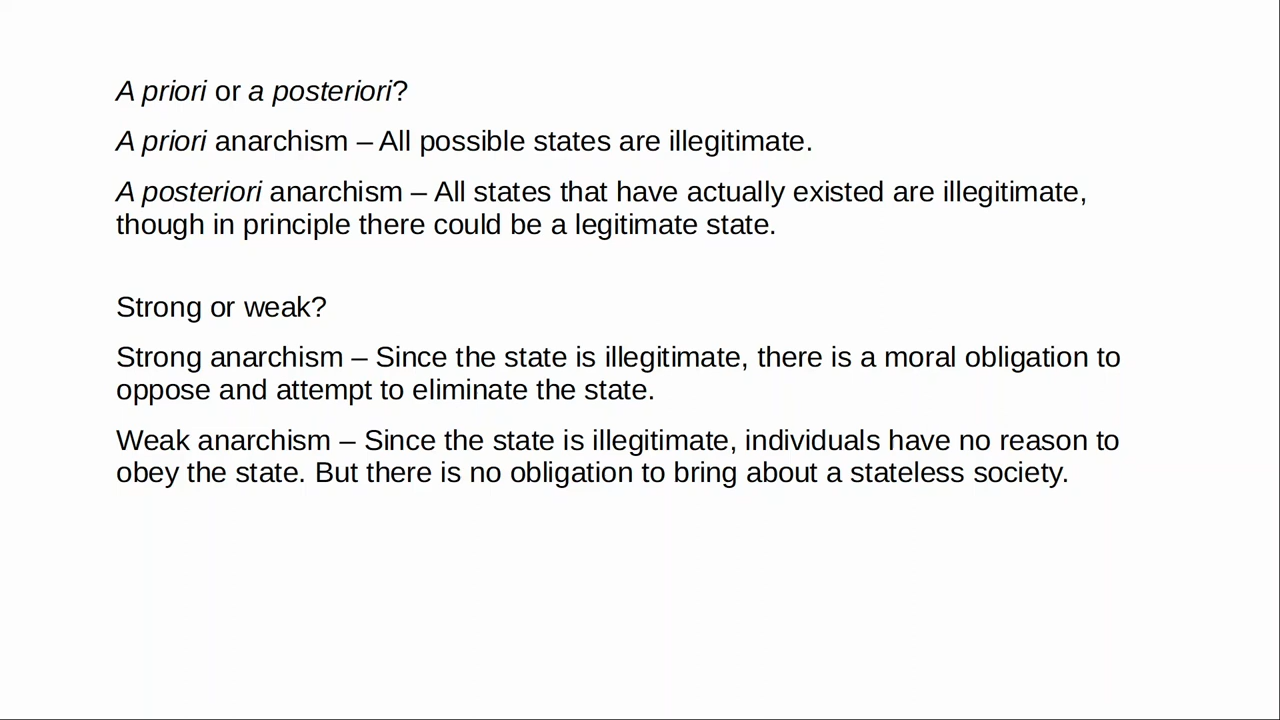 A priori or a posteriori?
A priori anarchism – All possible states are illegitimate.
A posteriori anarchism – All states that have actually existed are illegitimate,
though in principle there could be a legitimate state.
Strong or weak?
Strong anarchism – Since the state is illegitimate, there is a moral obligation to
oppose and attempt to eliminate the state.
Weak anarchism – Since the state is illegitimate, individuals have no reason to
obey the state. But there is no obligation to bring about a stateless society.